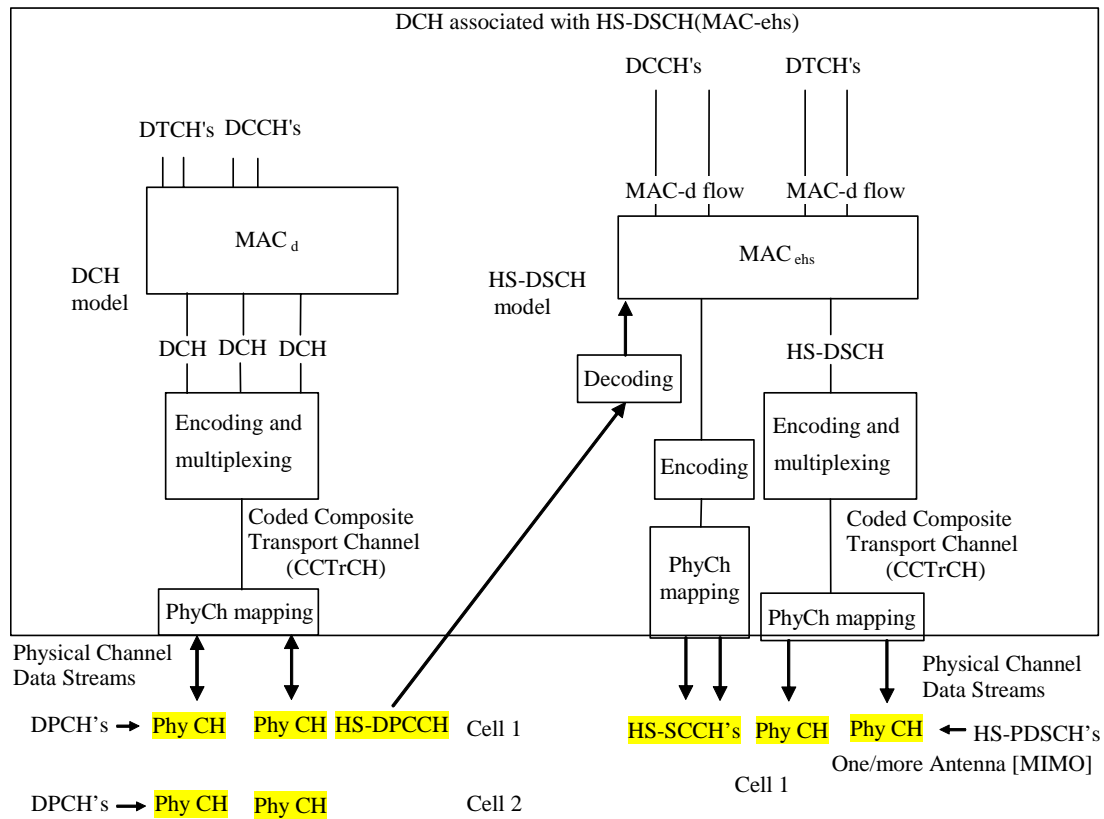 DCH associated with HS-DSCH(MAC-ehs)
DCCH's DTCH's
DTCH's DCCH's
MAC-d flow MAC-d flow
MAC d
MAC ehs
DCH
model
HS-DSCH
model
DCH DCH DCH
HS-DSCH
Decoding
Encoding and
multiplexing
Encoding and
multiplexing
Encoding
Coded Composite
Transport Channel
(CCTrCH)
Coded Composite
Transport Channel
(CCTrCH)
PhyCh
mapping
PhyCh mapping
PhyCh mapping
Physical Channel
Data Streams
Physical Channel
Data Streams
DPCH’s Phy CH Phy CH HS-DPCCH Cell 1
HS-SCCH’s Phy CH Phy CH HS-PDSCH’s
One/more Antenna [MIMO]
Cell 1
DPCH’s Phy CH Phy CH Cell 2